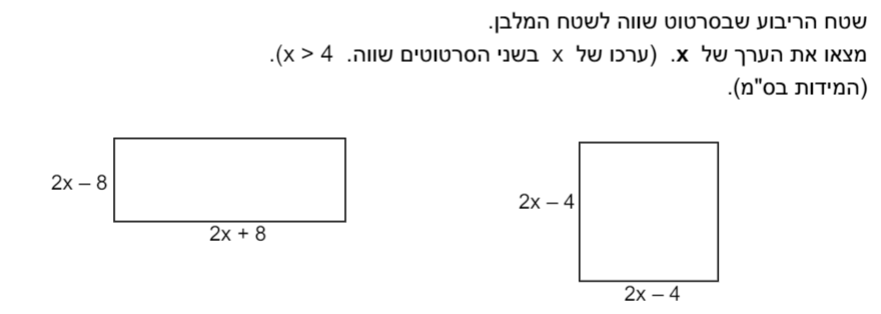 שטח הריבוע שבסרטוט שווה לשטח המלבן.
מצאו את הערך של x. (ערכו של x בשני הסרטוטים שווה. x > 4).
(המידות בס"מ).
2x – 4
2x – 4
2x – 8
2x + 8